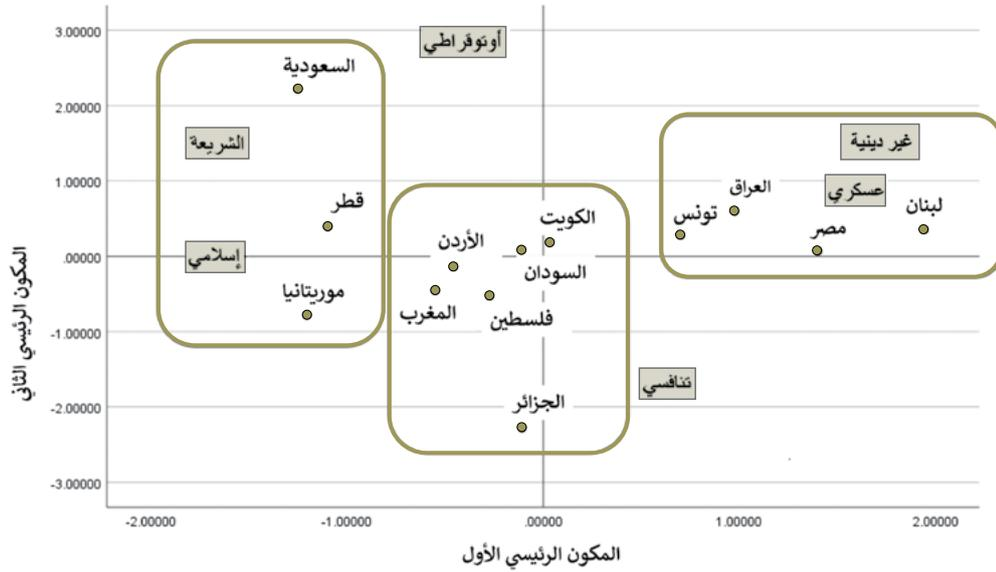 3.00000
أوتوقراطي
السعودية
2.00000
الشريعة
غير دينية
1.00000
العراق
عسكري
قطر
لبنان
الكويت
تونس
مصر
الأردن
.00000
إسلامي
السودان
موريتانيا
المغرب
فلسطين
-1.00000
تنافسي
-2.00000
الجزائر
-3.00000
-2.00000 -1.00000 .00000 1.00000 2.00000
المكون الرئيسي الأول
المكون الرئيسي الثاني